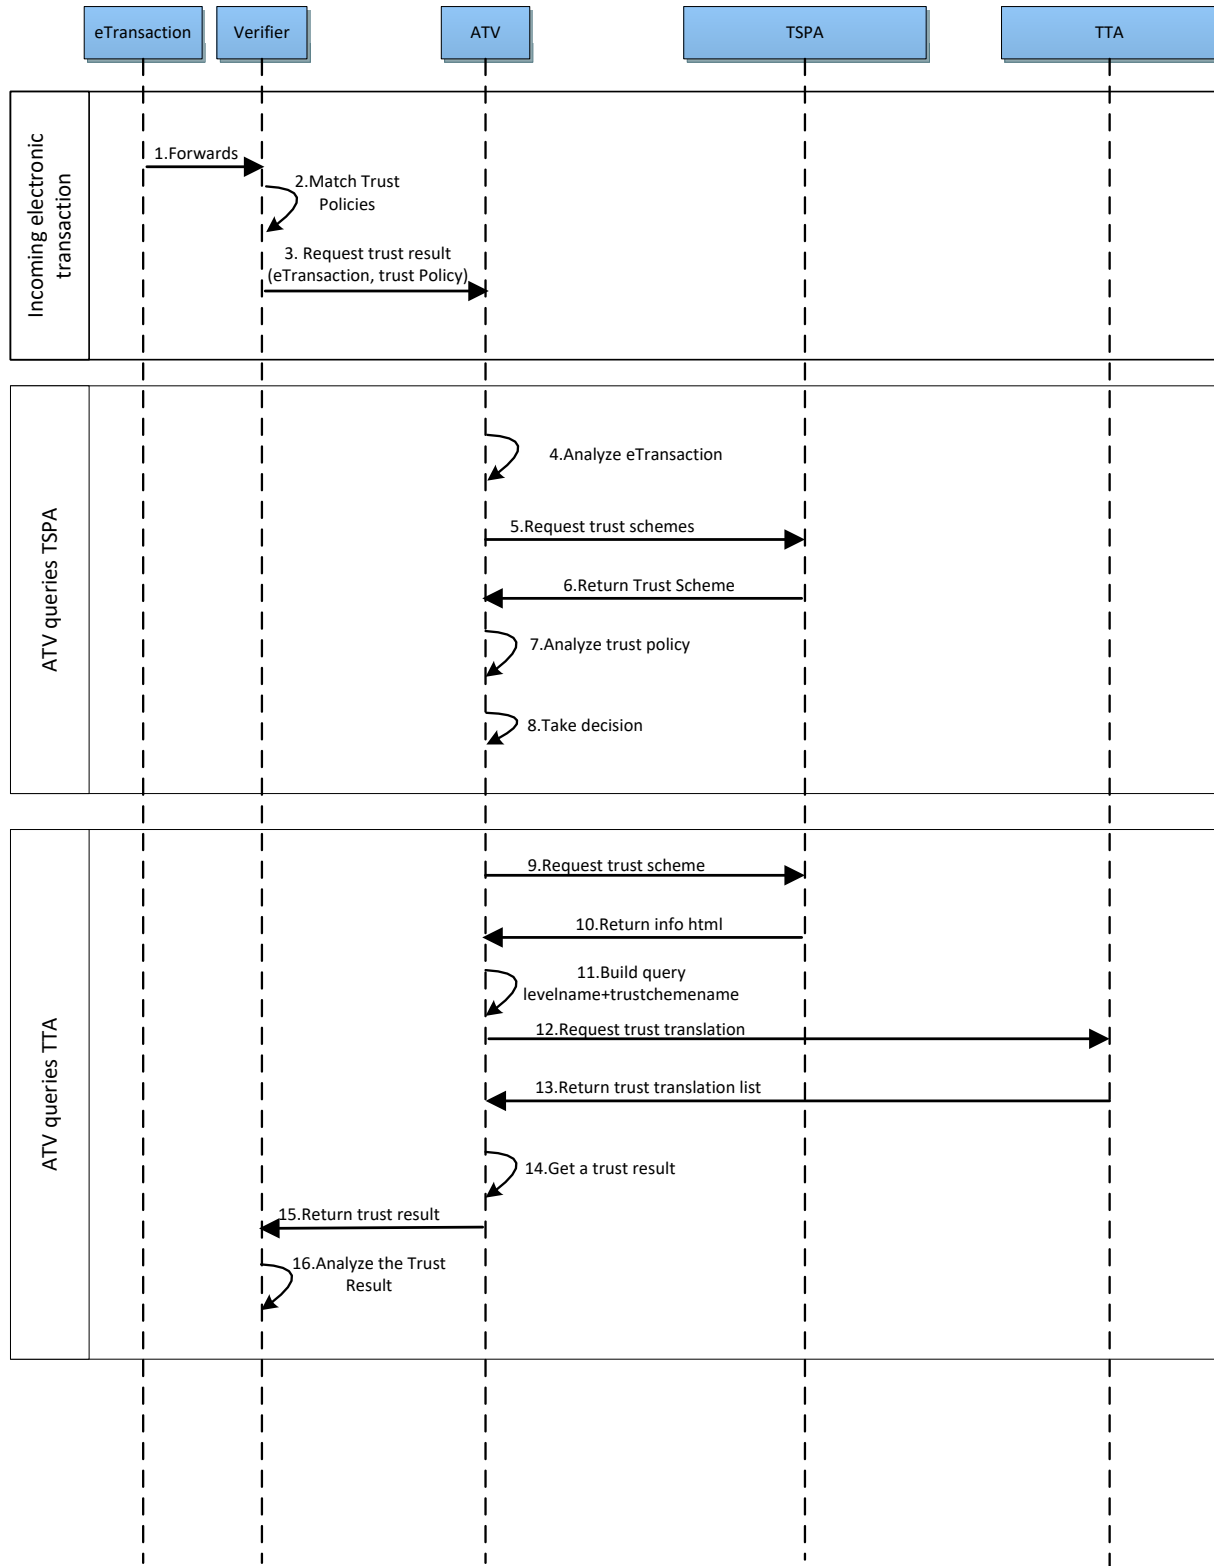 eTransaction
Verifier
ATV
TSPA
TTA
Incoming electronic
transaction
1.Forwards
2.Match Trust
Policies
3. Request trust result
(eTransaction, trust Policy)
ATV queries TSPA
4.Analyze eTransaction
5.Request trust schemes
6.Return Trust Scheme
7.Analyze trust policy
8.Take decision
ATV queries TTA
9.Request trust scheme
10.Return info html
11.Build query
levelname+trustchemename
12.Request trust translation
13.Return trust translation list
14.Get a trust result
15.Return trust result
16.Analyze the Trust
Result